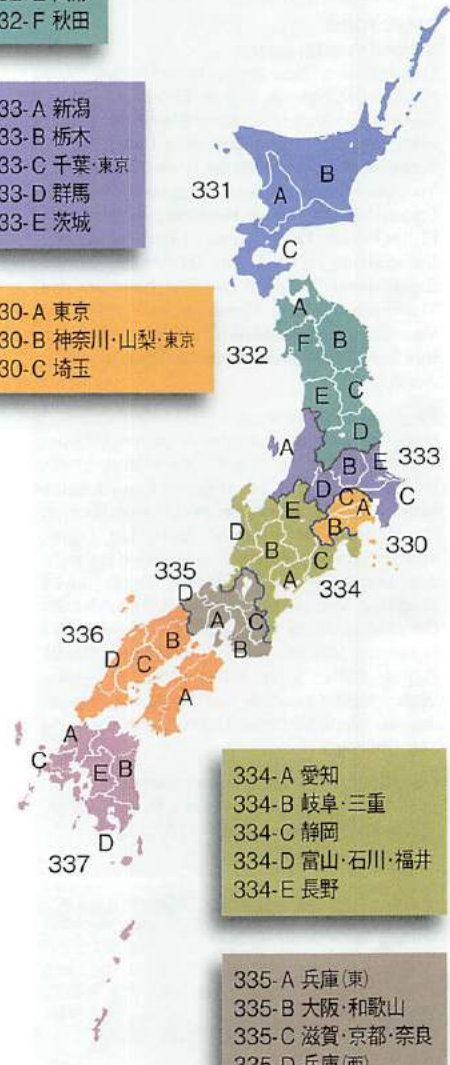 32-F 秋田
33-A 新潟
33-B 栃木
33-C 千葉・東京
33-D 群馬
33-E 茨城
30-A 東京
30-B 神奈川・山梨・東京
30-C 埼玉
331
A
B
C
332
A
B
F
C
E
D
333
A
B
E
D
C
330
C
A
B
334
E
D
B
C
A
335
D
A
C
B
336
B
D
C
A
337
A
C
E
B
D
334-A 愛知
334-B 岐阜・三重
334-C 静岡
334-D 富山・石川・福井
334-E 長野
335-A 兵庫(東)
335-B 大阪・和歌山
335-C 滋賀・京都・奈良
335-D 兵庫(西)